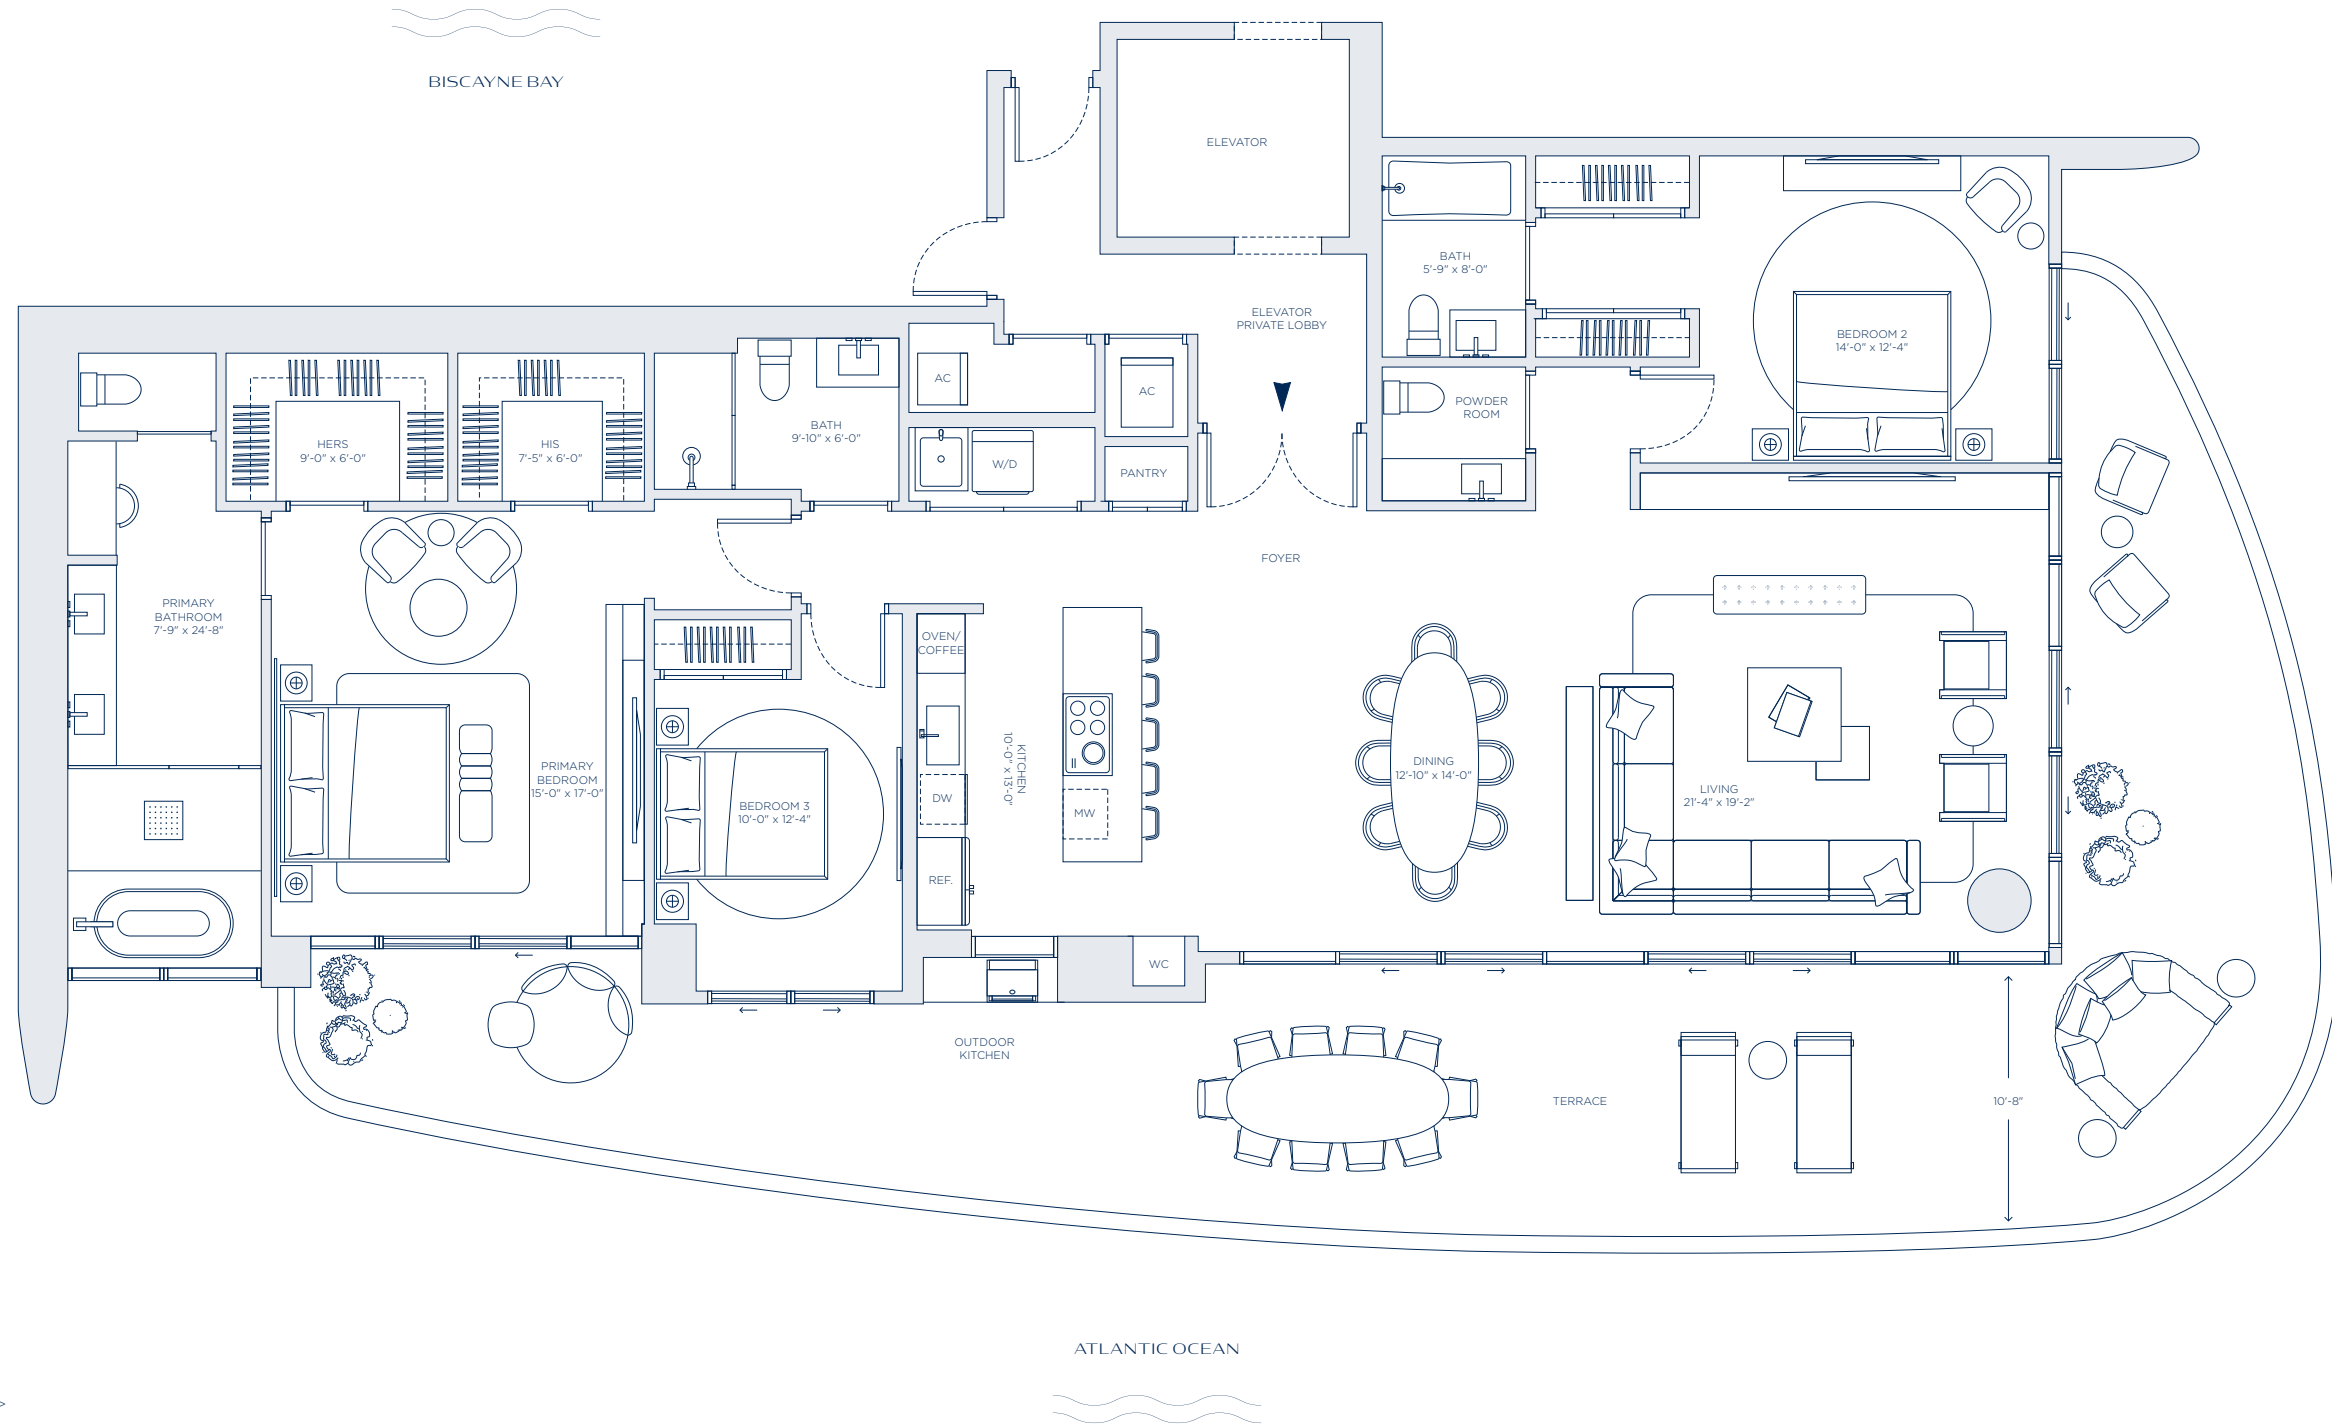 BISCAYNE BAY
ELEVATOR
ELEVATOR
PRIVATE LOBBY
BATH
5'-9" x 8'-0"
BEDROOM 2
14'-0" x 12'-4"
POWDER
ROOM
AC
AC
HERS
9'-0" x 6'-0"
HIS
7'-5" x 6'-0"
BATH
9'-10" x 6'-0"
W/D
PANTRY
FOYER
PRIMARY
BATHROOM
7'-9" x 24'-8"
OVEN/
COFFEE
PRIMARY
BEDROOM
15'-0" x 17'-0"
BEDROOM 3
10'-0" x 12'-4"
KITCHEN
10'-0" x 13'-0"
DW
MW
REF.
DINING
12'-10" x 14'-0"
LIVING
21'-4" x 19'-2"
WC
OUTDOOR
KITCHEN
TERRACE
10'-8"
ATLANTIC OCEAN
>